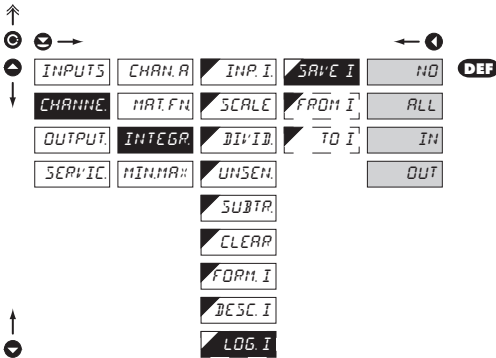 INPUTS CHAN. A INP. I. SAVE I NO DEF
CHANNE. MAT. FN. SCALE FROM I ALL
OUTPUT. INTEGR. DIVID. TO I IN
SERVIC. MIN.MAX UNSEN. OUT
SUBTR.
CLEAR
FORM. I
DESC. I
LOG. I